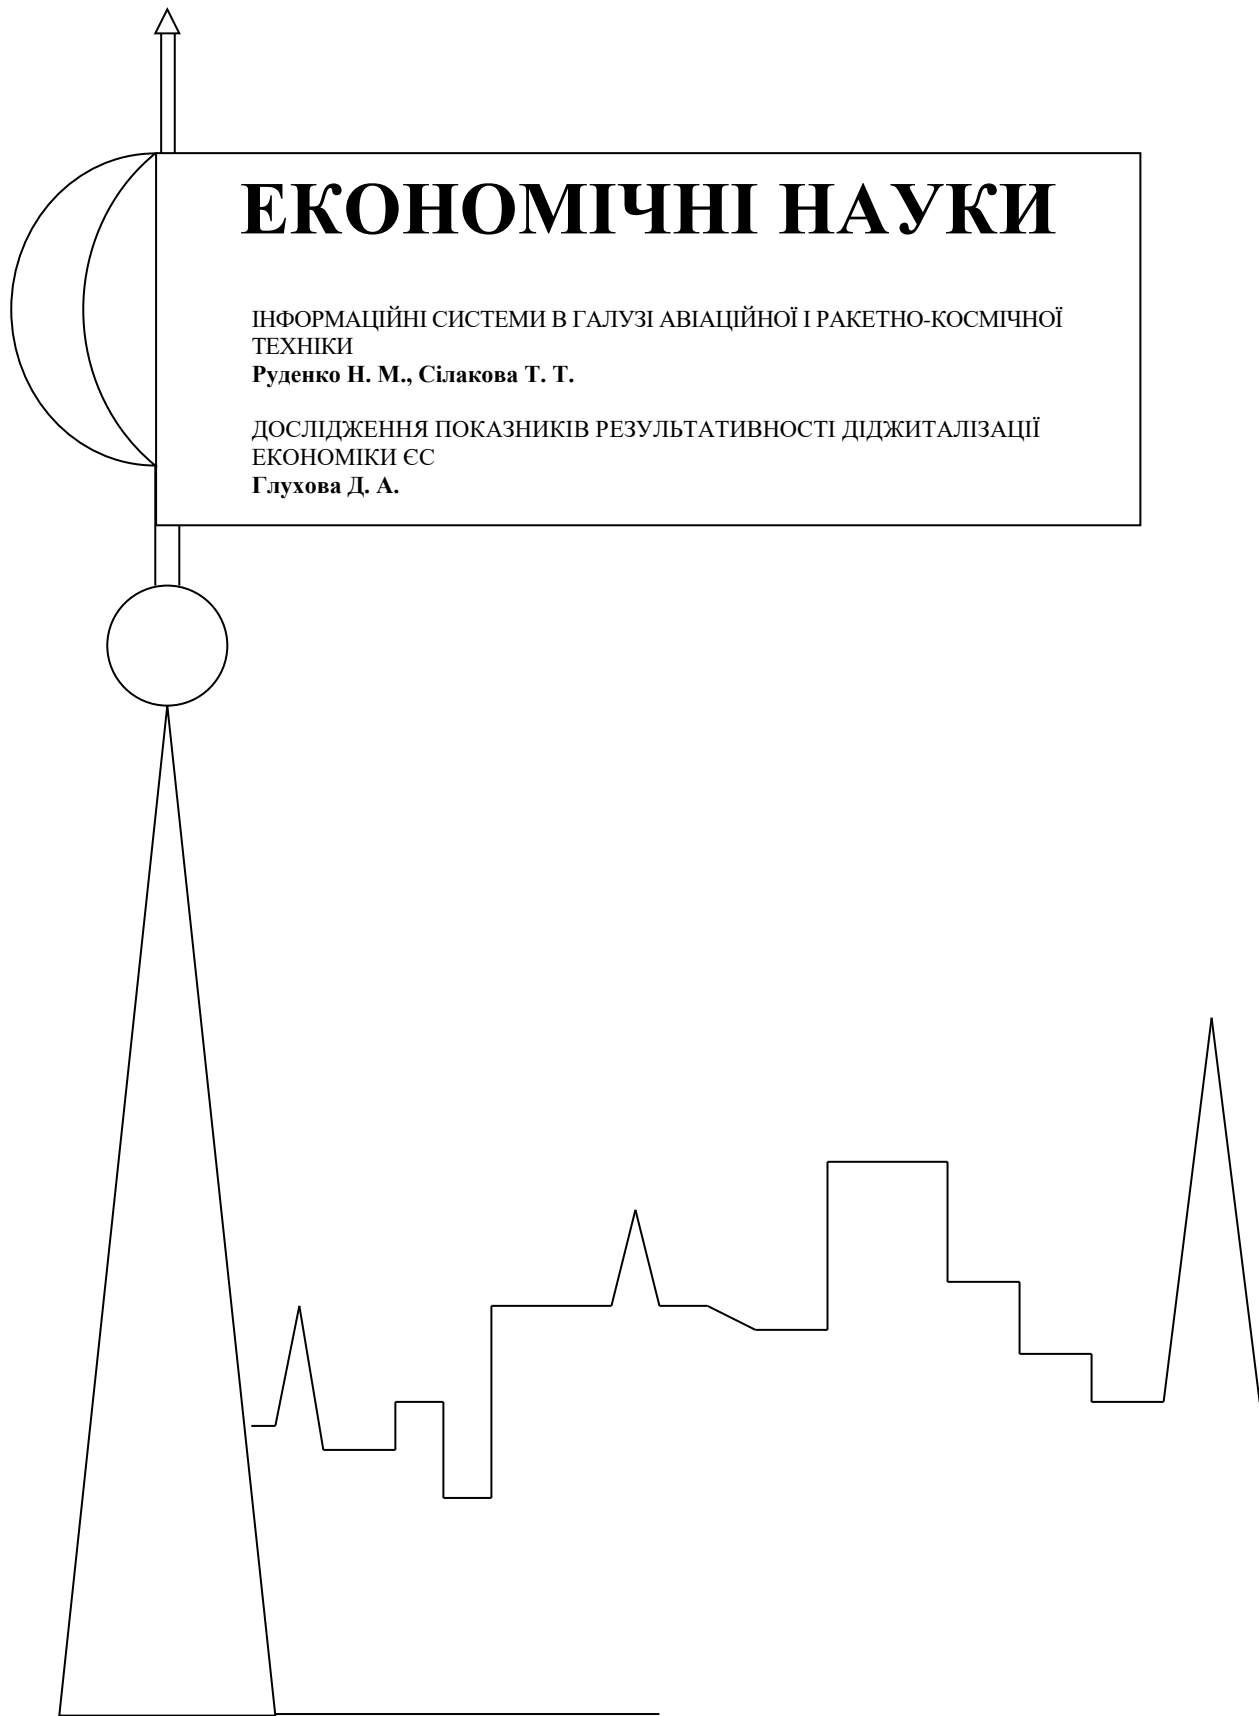 ЕКОНОМІЧНІ НАУКИ
ІНФОРМАЦІЙНІ СИСТЕМИ В ГАЛУЗІ АВІАЦІЙНОЇ І РАКЕТНО-КОСМІЧНОЇ
ТЕХНІКИ
Руденко Н. М., Сілакова Т. Т.
ДОСЛІДЖЕННЯ ПОКАЗНИКІВ РЕЗУЛЬТАТИВНОСТІ ДІДЖИТАЛІЗАЦІЇ
ЕКОНОМІКИ ЄС
Глухова Д. А.